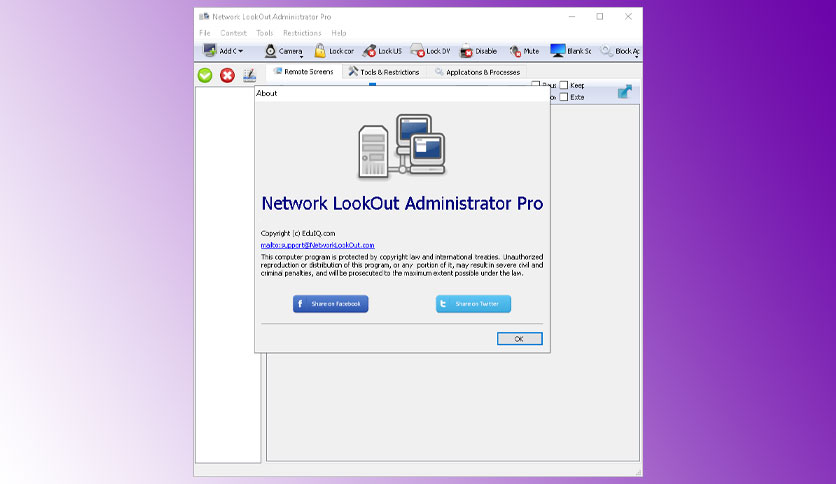 Network LookOut Administrator Pro
File Context Tools Restrictions Help
Add C Camera Lock cor Lock US Lock DV Disable Mute Blank Sc Block Ap
Remote Screens Tools & Restrictions Applications & Processes
Keep
Exte
About
Network LookOut Administrator Pro
Copyright (c) EduIQ.com
mailto:support@NetworkLookOut.com
This computer program is protected by copyright law and international treaties. Unauthorized
reproduction or distribution of this program, or any portion of it, may result in severe civil and
criminal penalties, and will be prosecuted to the maximum extent possible under the law.
Share on Facebook Share on Twitter
OK